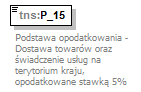 tns:P_15
Podstawa opodatkowania -
Dostawa towarów oraz
świadczenie usług na
terytorium kraju,
opodatkowane stawką 5%